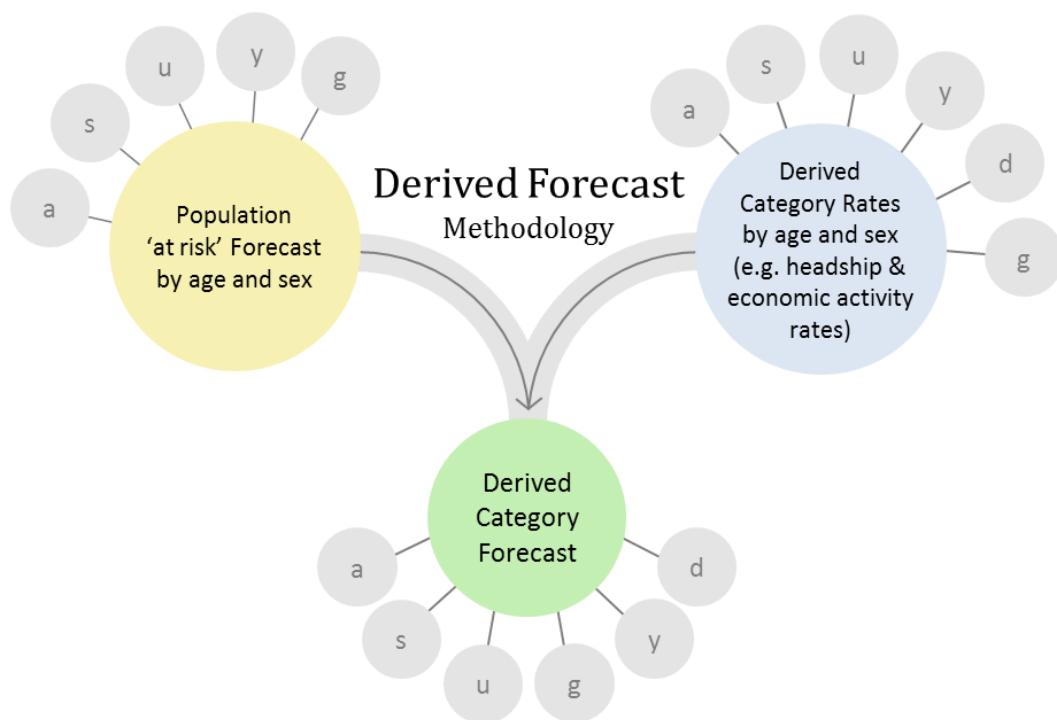 a
s
u
y
g
Population
‘at risk’ Forecast
by age and sex
Derived Forecast
Methodology
a
s
u
y
d
g
Derived
Category Rates
by age and sex
(e.g. headship &
economic activity
rates)
Derived
Category
Forecast
a
s
u
g
y
d